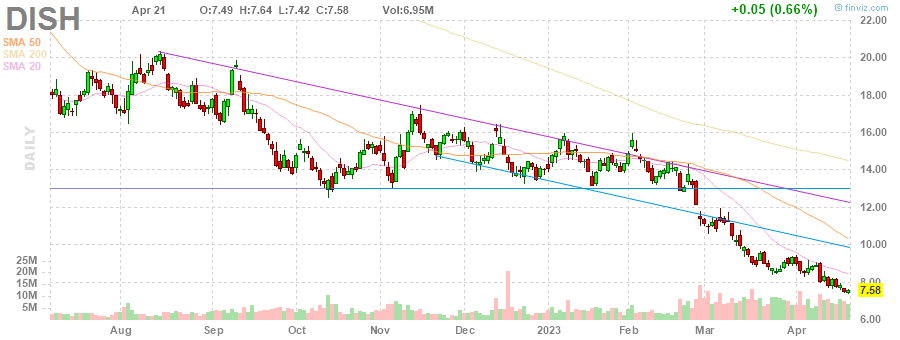 DISH Apr 21 O:7.49 H:7.64 L:7.42 C:7.58 Vol:6.95M +0.05 (0.66%) © finviz.com
SMA 50
SMA 200
SMA 20
DAILY
22.00
20.00
18.00
16.00
14.00
12.00
10.00
8.00
7.58
6.00
25M
20M
15M
10M
5M
Aug Sep Oct Nov Dec 2023 Feb Mar Apr